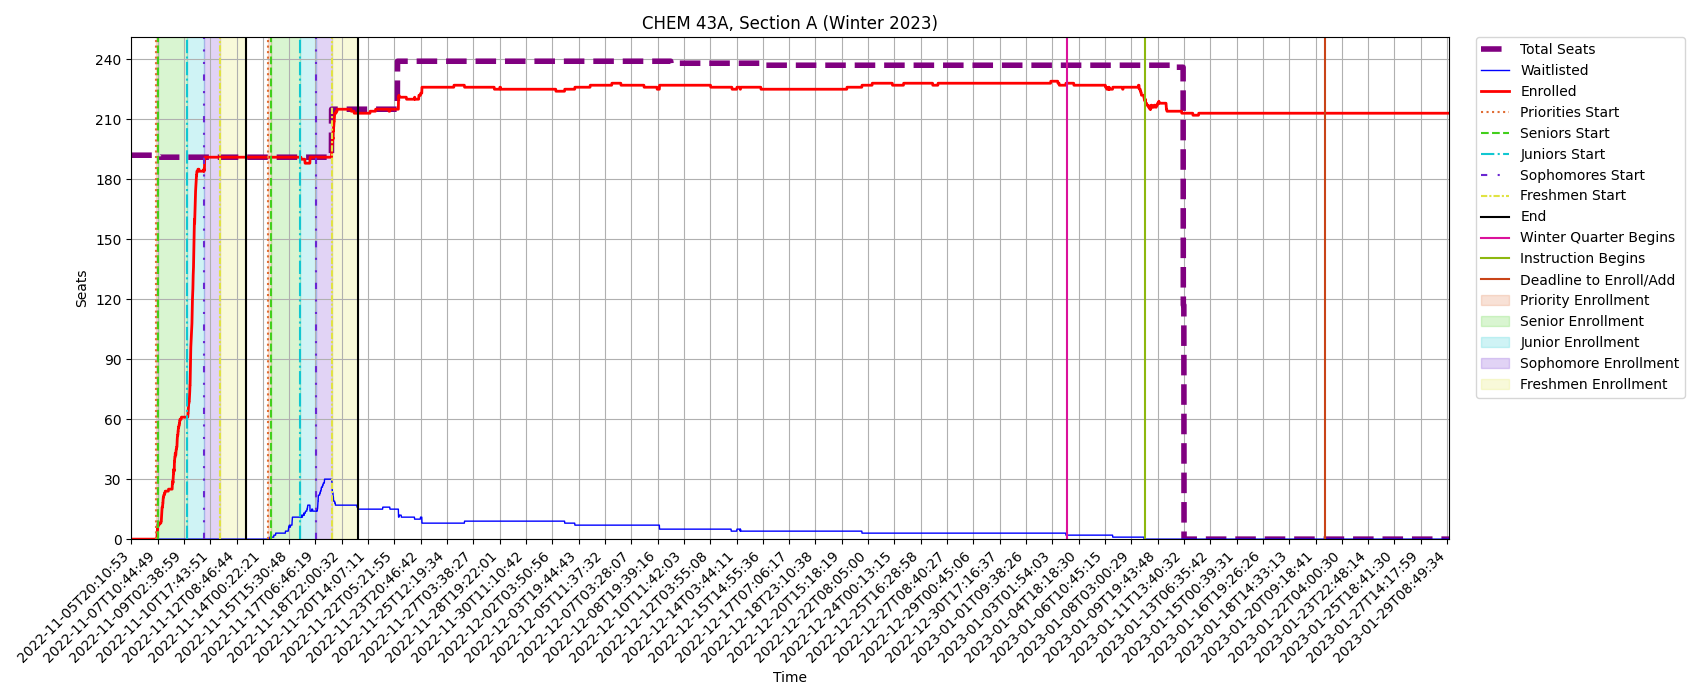 CHEM 43A, Section A (Winter 2023)
Seats
240
210
180
150
120
90
60
30
0
2022-11-05T20:10:53
2022-11-07T10:44:49
2022-11-09T02:38:59
2022-11-10T17:43:51
2022-11-12T08:46:44
2022-11-14T00:22:21
2022-11-15T15:30:48
2022-11-17T06:46:19
2022-11-18T22:00:32
2022-11-20T14:07:11
2022-11-22T05:21:55
2022-11-23T20:46:42
2022-11-25T12:19:34
2022-11-27T03:38:27
2022-11-28T19:22:01
2022-11-30T11:10:42
2022-12-02T03:50:56
2022-12-03T19:44:43
2022-12-05T11:37:32
2022-12-07T03:28:07
2022-12-08T19:39:16
2022-12-10T11:42:03
2022-12-12T03:55:08
2022-12-14T03:44:11
2022-12-15T14:55:36
2022-12-17T07:06:17
2022-12-18T23:10:38
2022-12-20T15:18:19
2022-12-22T08:05:00
2022-12-24T00:13:15
2022-12-25T16:28:58
2022-12-27T08:40:27
2022-12-29T00:45:06
2022-12-30T17:16:37
2023-01-01T09:38:26
2023-01-03T01:54:03
2023-01-04T18:18:30
2023-01-06T10:45:15
2023-01-08T03:00:29
2023-01-09T19:43:48
2023-01-11T13:40:32
2023-01-13T06:35:42
2023-01-15T00:39:31
2023-01-16T19:26:26
2023-01-18T14:33:13
2023-01-20T09:18:41
2023-01-22T04:00:30
2023-01-23T22:48:14
2023-01-25T18:41:30
2023-01-27T14:17:59
2023-01-29T08:49:34
Time
Total Seats
Waitlisted
Enrolled
Priorities Start
Seniors Start
Juniors Start
Sophomores Start
Freshmen Start
End
Winter Quarter Begins
Instruction Begins
Deadline to Enroll/Add
Priority Enrollment
Senior Enrollment
Junior Enrollment
Sophomore Enrollment
Freshmen Enrollment